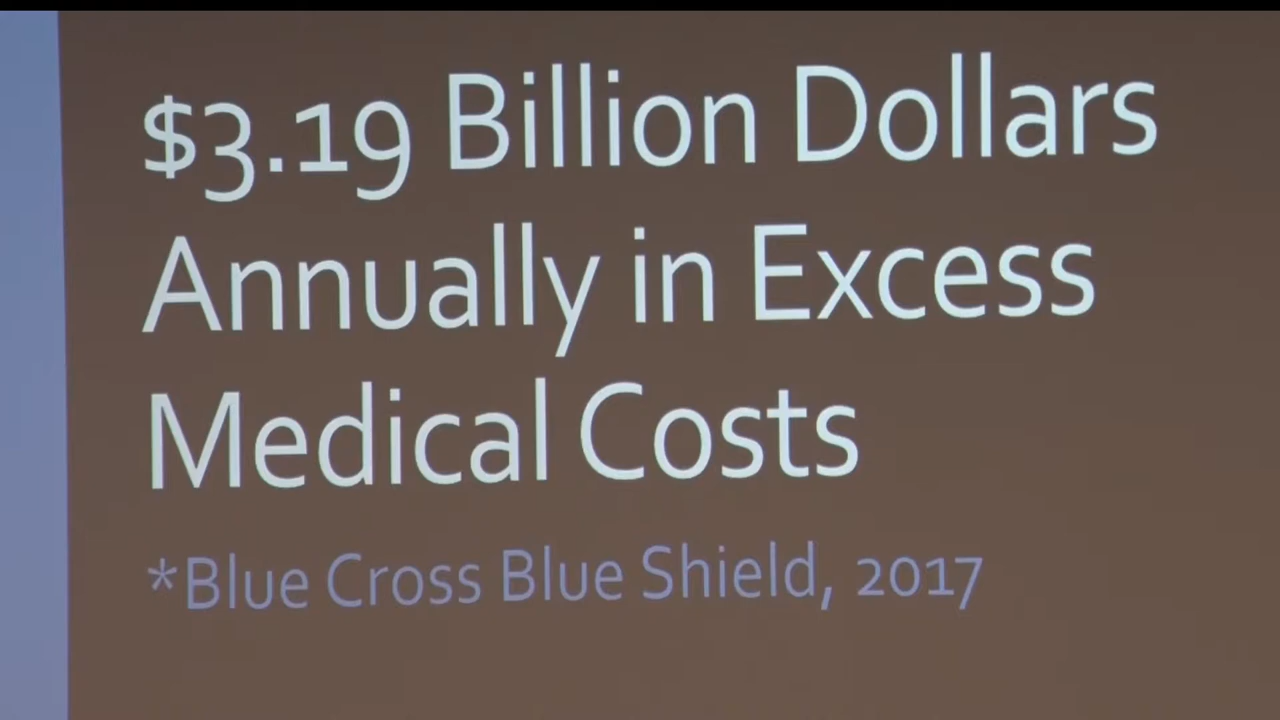 $3.19 Billion Dollars
Annually in Excess
Medical Costs
*Blue Cross Blue Shield, 2017